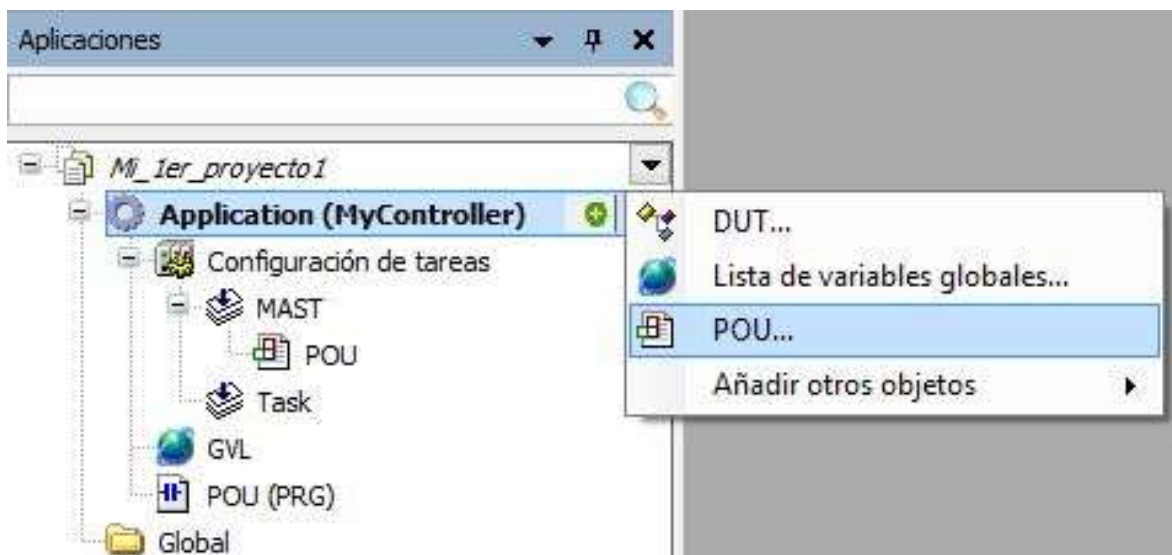 Aplicaciones
Mi_1er_proyecto1
Application (MyController)
Configuración de tareas
MAST
POU
Task
GVL
POU (PRG)
Global
DUT...
Lista de variables globales...
POU...
Añadir otros objetos